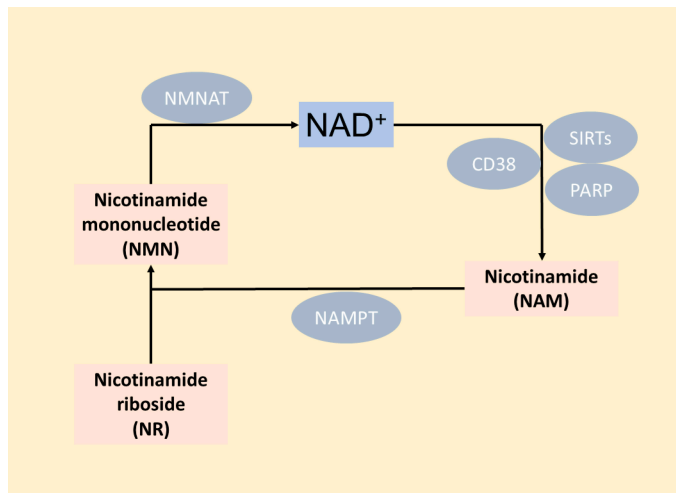 NMNAT
NAD⁺
SIRTs
CD38
PARP
Nicotinamide
mononucleotide
(NMN)
Nicotinamide
(NAM)
NAMPT
Nicotinamide
riboside
(NR)